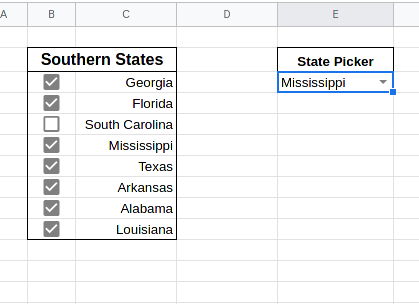 A B C D E
Southern States
State Picker
Georgia
Mississippi
Florida
South Carolina
Mississippi
Texas
Arkansas
Alabama
Louisiana